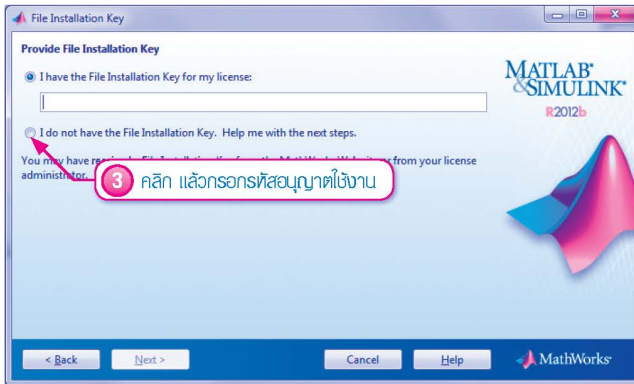 File Installation Key
Provide File Installation Key
I have the File Installation Key for my license:
I do not have the File Installation Key. Help me with the next steps.
You may have from your license
administrator.
3 คลิก แล้วกรอกรหัสอนุญาตใช้งาน
MATLAB
&SIMULINK
R2012b
< Back Next > Cancel Help MathWorks